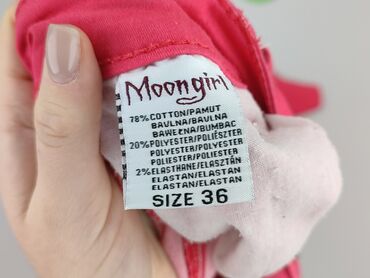 Moongirl
78% COTTON/PAMUT
BAVLNA/BAVLNA
BAWEŁNA/BUMBAC
20% POLYESTER/POLIÉSZTER
POLYESTER/POLYESTER
POLIESTER/POLIESTER
2% ELASTHANE/ELASZTÁN
ELASTAN/ELASTAN
ELASTAN/ELASTAN
SIZE 36